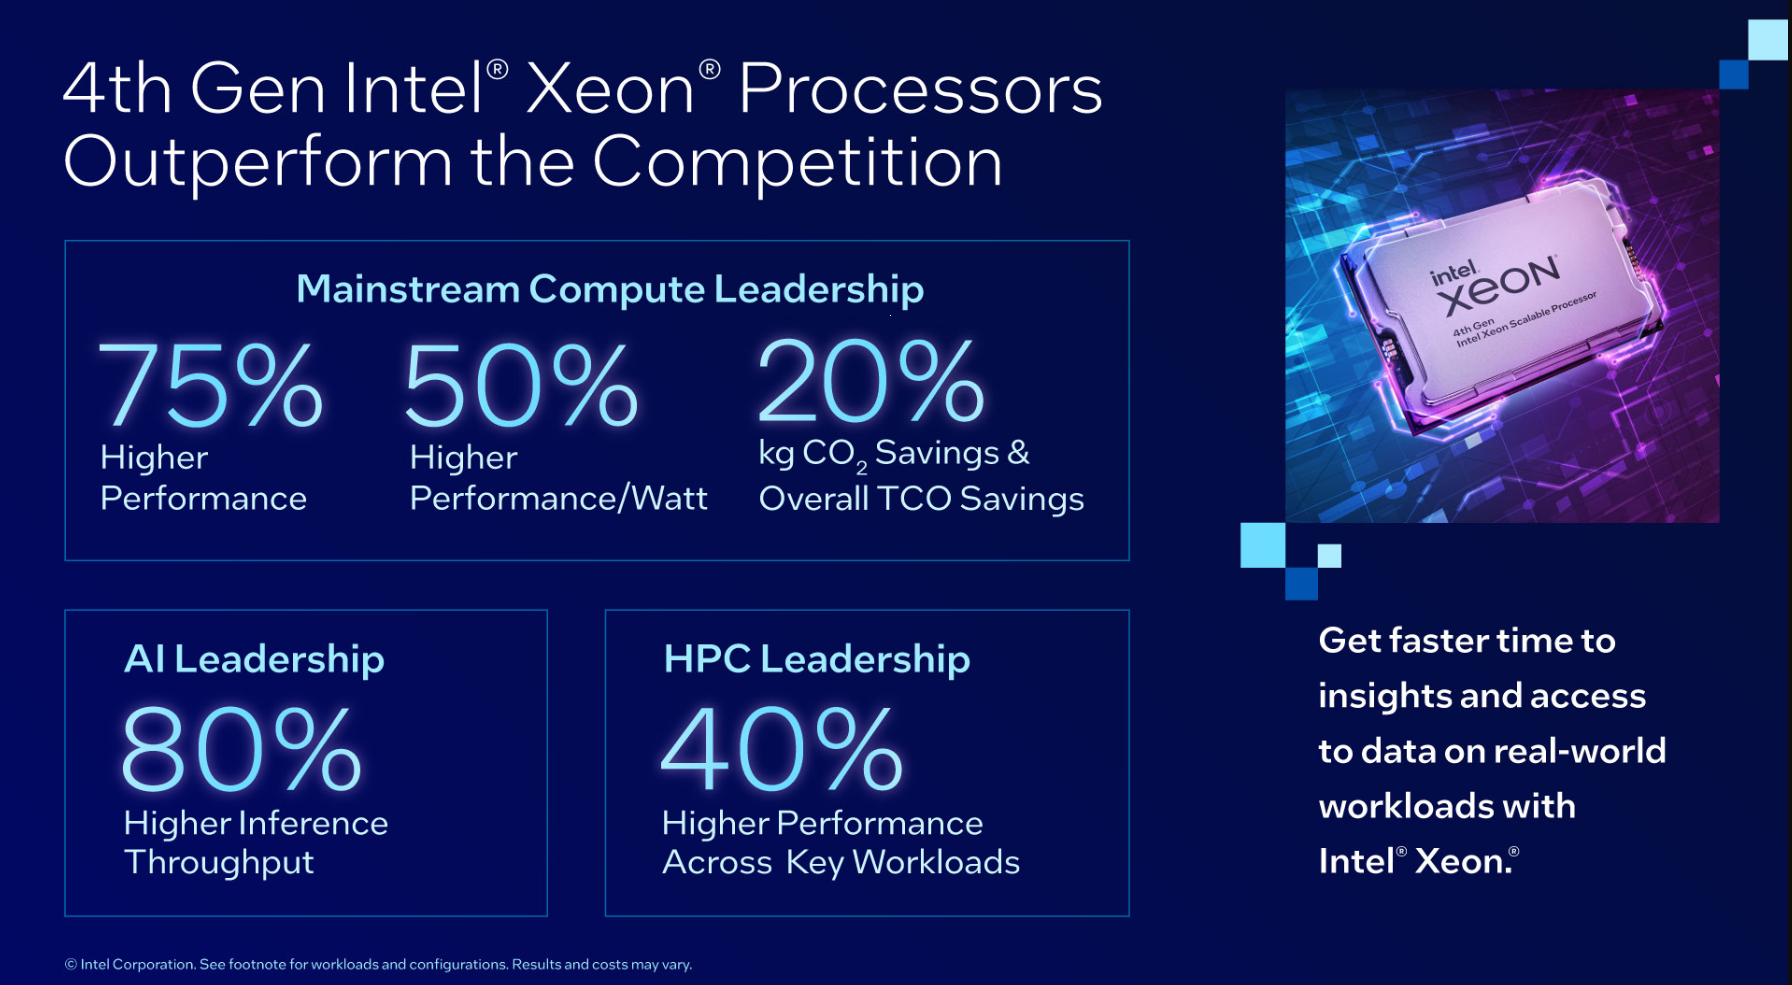 4th Gen Intel® Xeon® Processors
Outperform the Competition
Mainstream Compute Leadership
75%
Higher
Performance
50%
Higher
Performance/Watt
20%
kg CO₂ Savings &
Overall TCO Savings
AI Leadership
80%
Higher Inference
Throughput
HPC Leadership
40%
Higher Performance
Across Key Workloads
intel.
xeon®
4th Gen
Intel Xeon Scalable Processor
Get faster time to
insights and access
to data on real-world
workloads with
Intel® Xeon.®
© Intel Corporation. See footnote for workloads and configurations. Results and costs may vary.